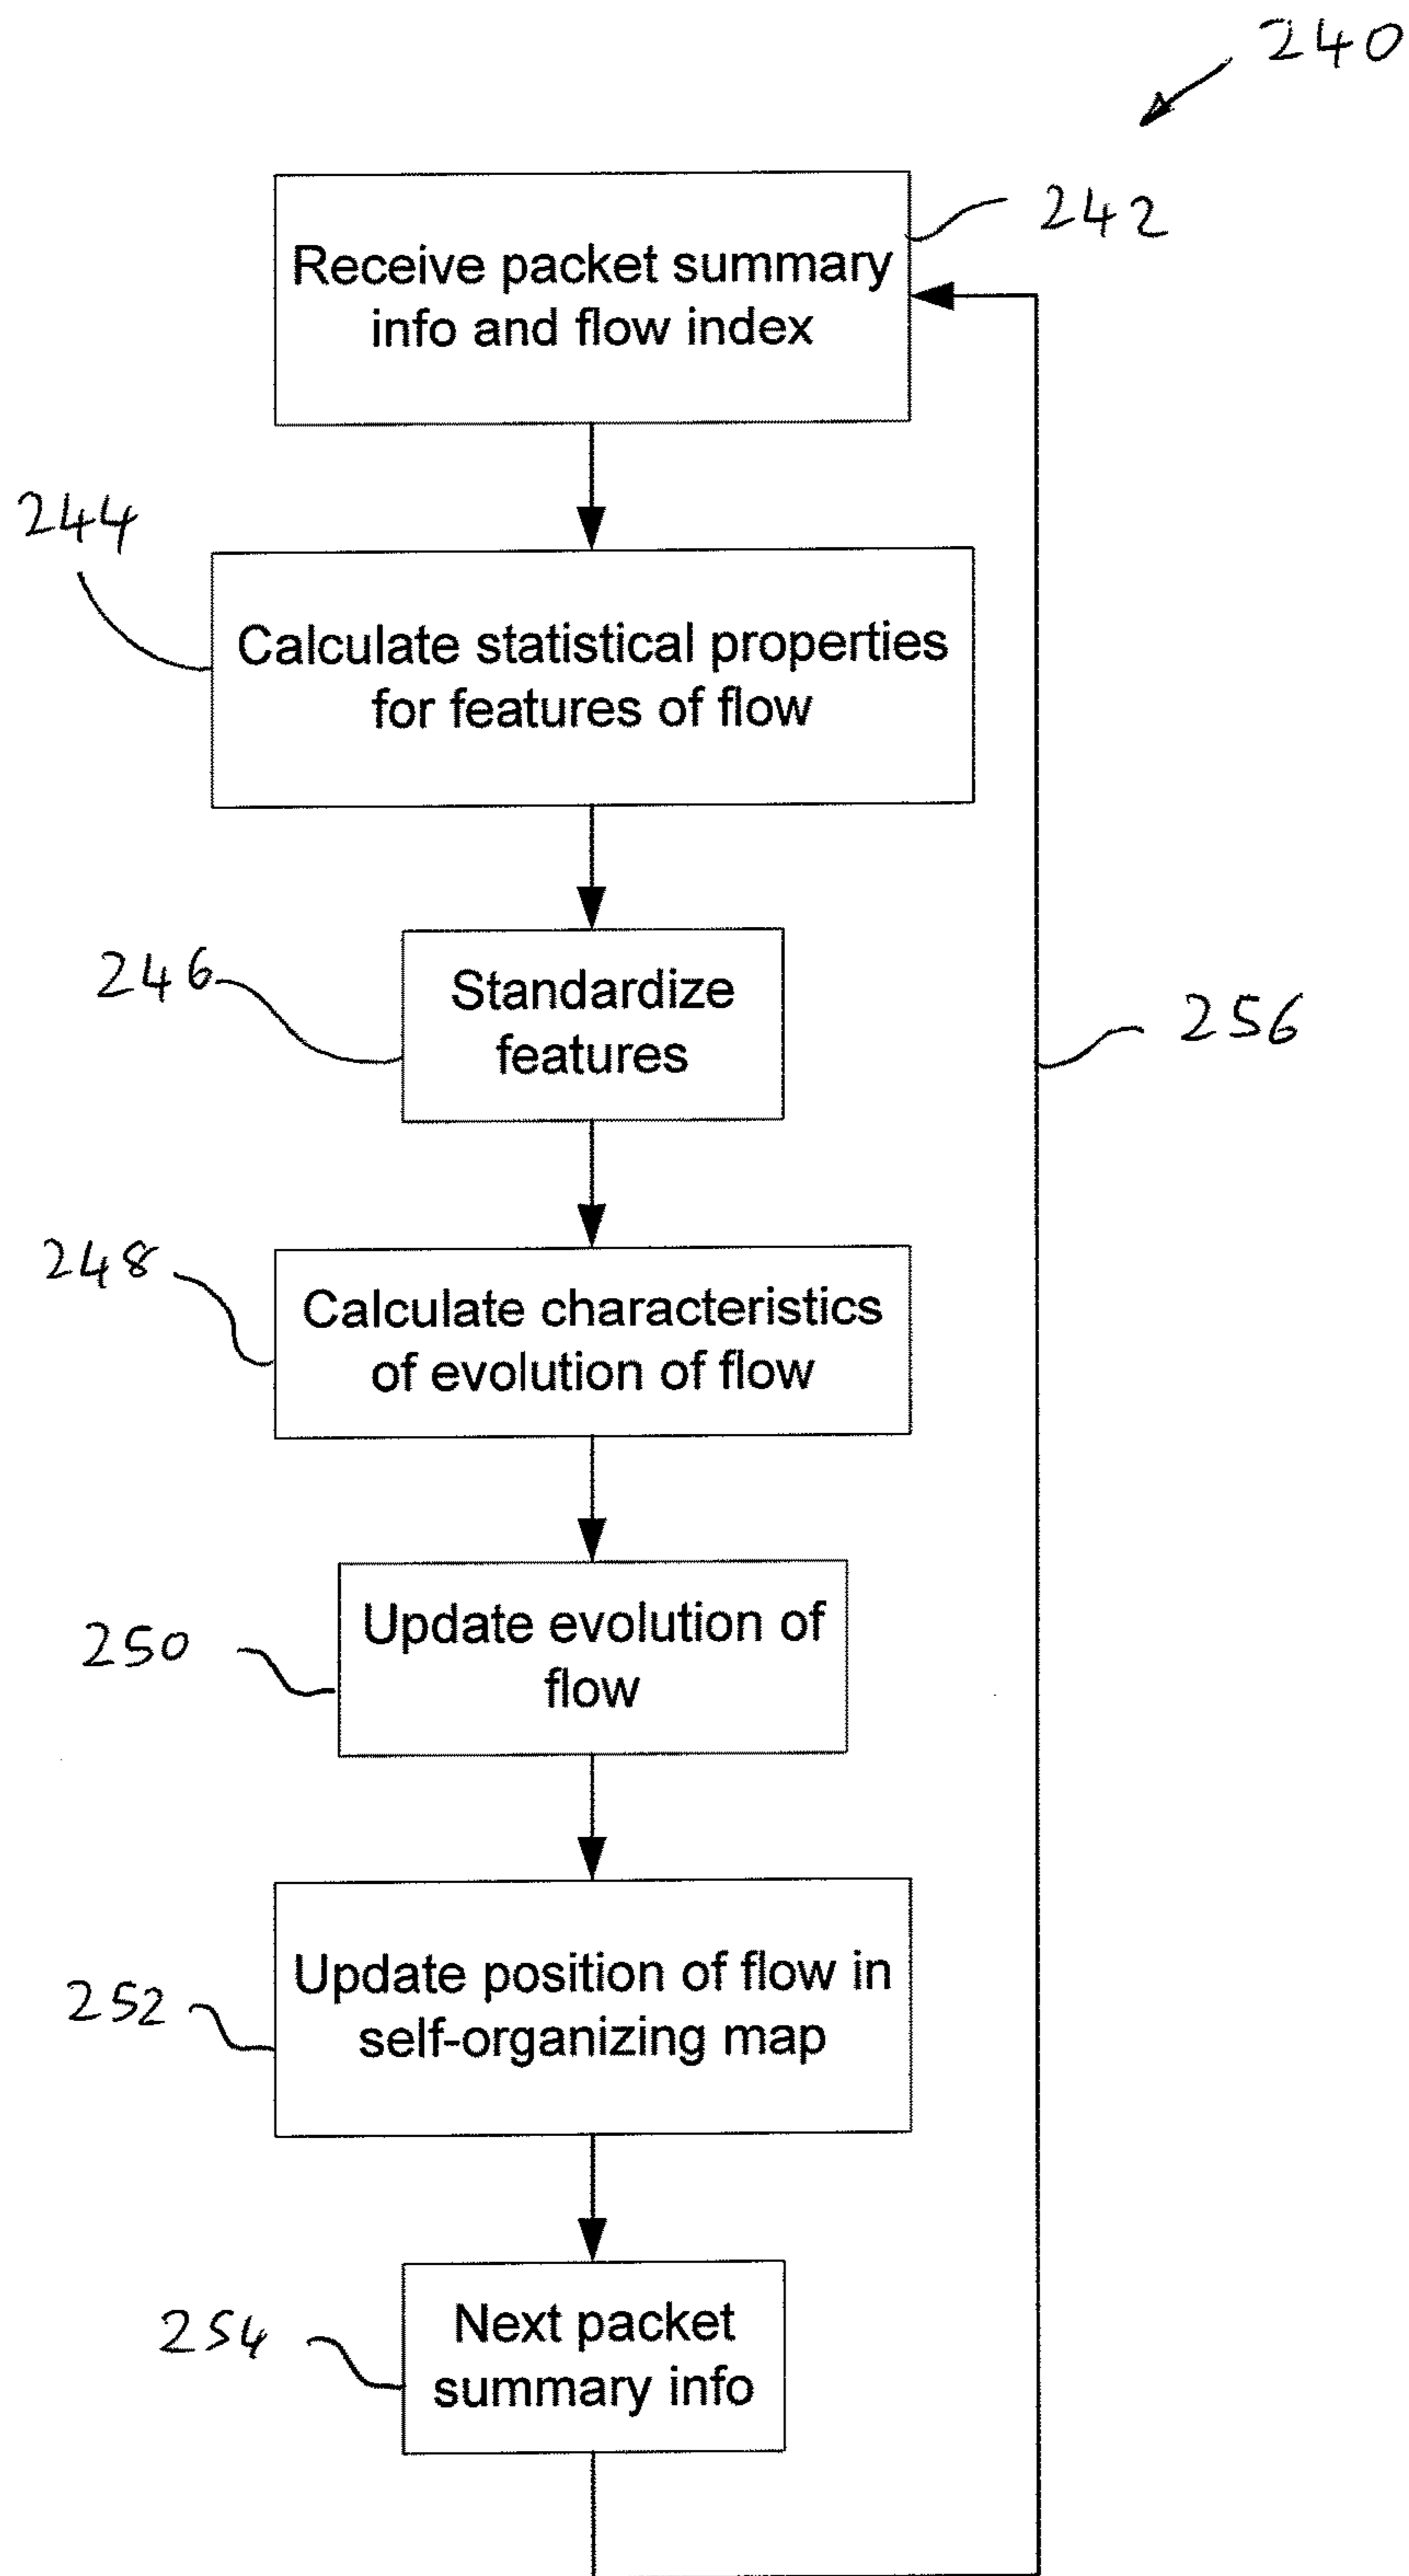 240
242
Receive packet summary
info and flow index
244
Calculate statistical properties
for features of flow
246
Standardize
features
256
248
Calculate characteristics
of evolution of flow
250
Update evolution of
flow
252
Update position of flow in
self-organizing map
254
Next packet
summary info